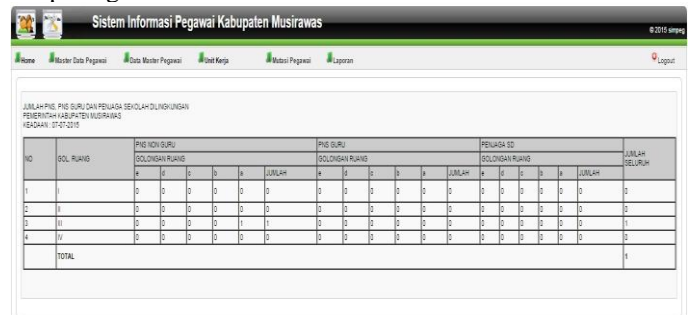 Sistem Informasi Pegawai Kabupaten Musirawas
© 2015 simpeg
Home Master Data Pegawai Data Master Pegawai Unit Kerja Mutasi Pegawai Laporan Logout
JUMLAH PNS, PNS GURU DAN PENJAGA SEKOLAH DILINGKUNGAN
PEMERINTAH KABUPATEN MUSIRAWAS
KEADAAN : 07-07-2015
NO GOL. RUANG PNS NON GURU PNS GURU PENJAGA SD JUMLAH SELURUH
GOLONGAN RUANG GOLONGAN RUANG GOLONGAN RUANG
e d c b a JUMLAH e d c b a JUMLAH e d c b a JUMLAH
1 I 0 0 0 0 0 0 0 0 0 0 0 0 0 0 0 0 0 0 0
2 II 0 0 0 0 0 0 0 0 0 0 0 0 0 0 0 0 0 0 0
3 III 0 0 0 0 1 1 0 0 0 0 0 0 0 0 0 0 0 0 1
4 IV 0 0 0 0 0 0 0 0 0 0 0 0 0 0 0 0 0 0 0
TOTAL 1